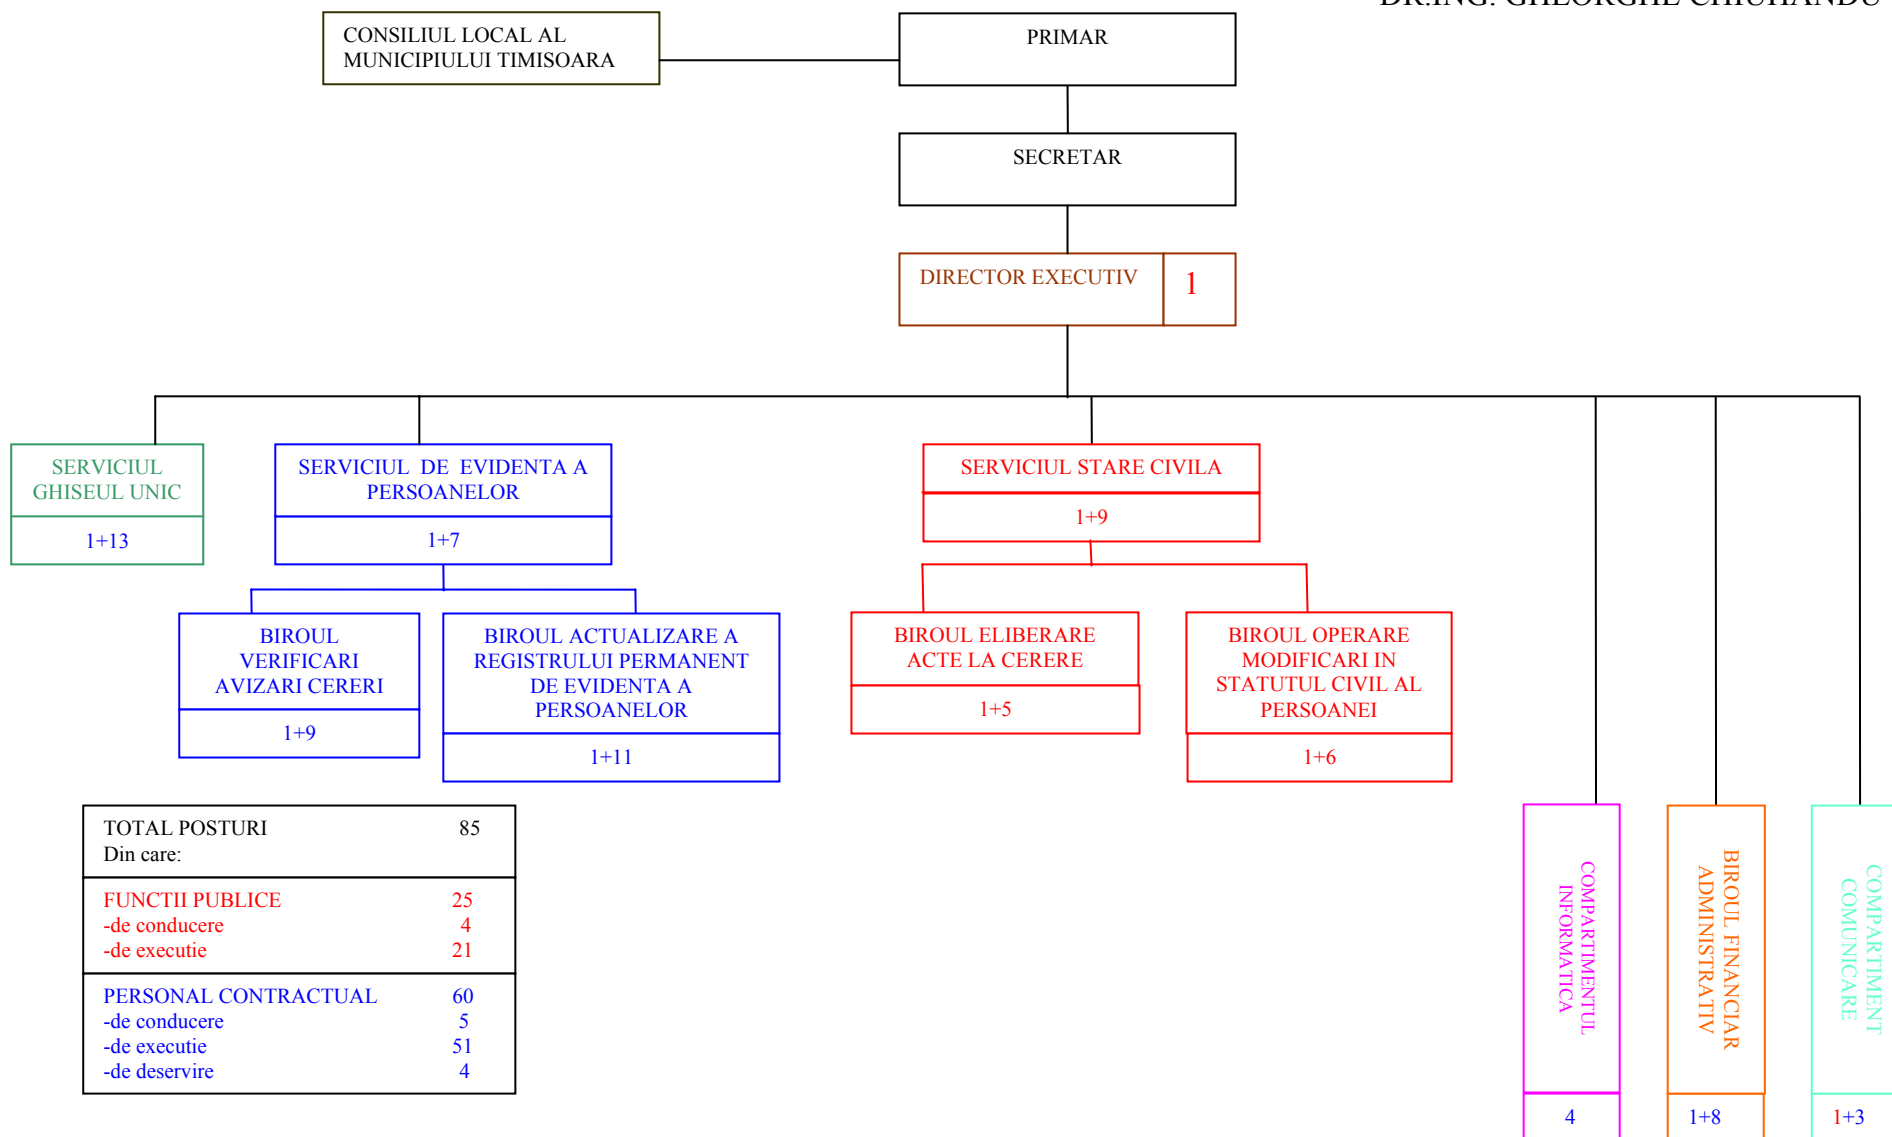 DR.ING. GHEORGHE CIUHANDU
CONSILIUL LOCAL AL
MUNICIPIULUI TIMISOARA
PRIMAR
SECRETAR
DIRECTOR EXECUTIV 1
SERVICIUL
GHISEUL UNIC
1+13
SERVICIUL DE EVIDENTA A
PERSOANELOR
1+7
SERVICIUL STARE CIVILA
1+9
BIROUL
VERIFICARI
AVIZARI CERERI
1+9
BIROUL ACTUALIZARE A
REGISTRULUI PERMANENT
DE EVIDENTA A
PERSOANELOR
1+11
BIROUL ELIBERARE
ACTE LA CERERE
1+5
BIROUL OPERARE
MODIFICARI IN
STATUTUL CIVIL AL
PERSOANEI
1+6
TOTAL POSTURI 85
Din care:
FUNCTII PUBLICE 25
-de conducere 4
-de executie 21
PERSONAL CONTRACTUAL 60
-de conducere 5
-de executie 51
-de deservire 4
COMPARTIMENTUL
INFORMATICA
4
BIROUL FINANCIAR
ADMINISTRATIV
1+8
COMPARTIMENT
COMUNICARE
1+3